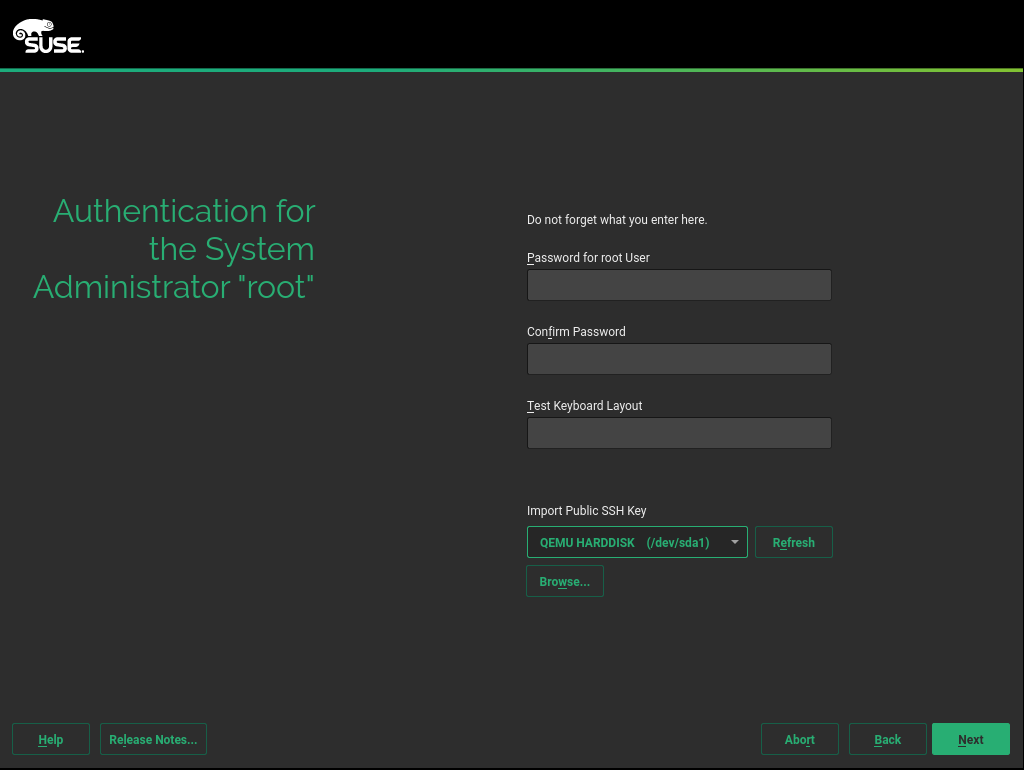 SUSE.
Authentication for
the System
Administrator "root"
Do not forget what you enter here.
Password for root User
Confirm Password
Test Keyboard Layout
Import Public SSH Key
QEMU HARDDISK (/dev/sda1)
Refresh
Browse...
Help
Release Notes...
Abort
Back
Next